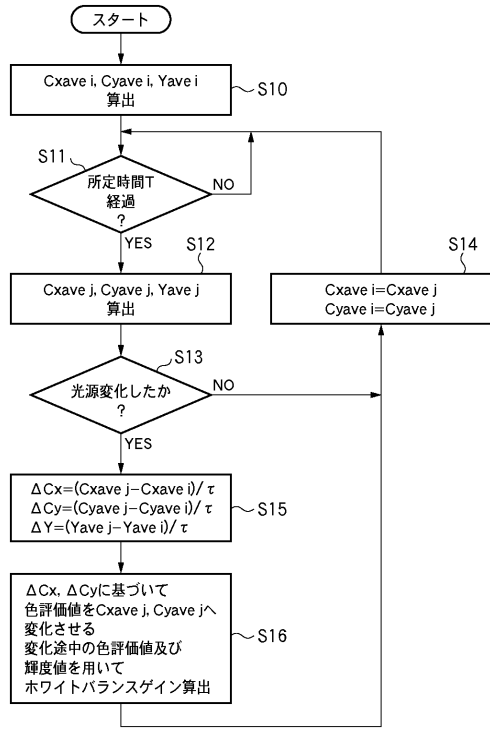 スタート
Cxave i, Cyave i, Yave i
算出
S10
S11
所定時間T
経過
?
NO
YES
S12
Cxave j, Cyave j, Yave j
算出
S14
Cxave i=Cxave j
Cyave i=Cyave j
S13
光源変化したか
?
NO
YES
ΔCx=(Cxave j−Cxave i)/τ
ΔCy=(Cyave j−Cyave i)/τ
ΔY=(Yave j−Yave i)/τ
S15
ΔCx, ΔCyに基づいて
色評価値をCxave j, Cyave jへ
変化させる
変化途中の色評価値及び
輝度値を用いて
ホワイトバランスゲイン算出
S16